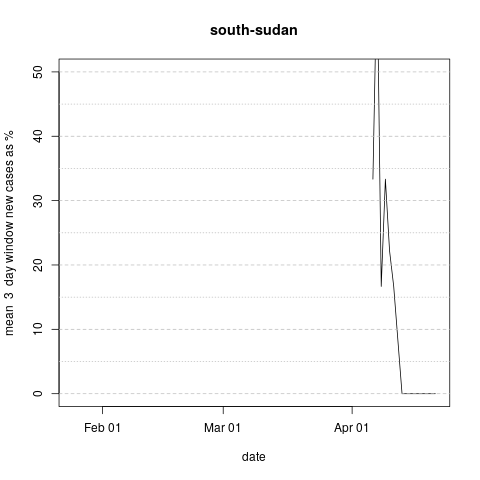 south-sudan
mean 3 day window new cases as %
50
40
30
20
10
0
Feb 01
Mar 01
Apr 01
date